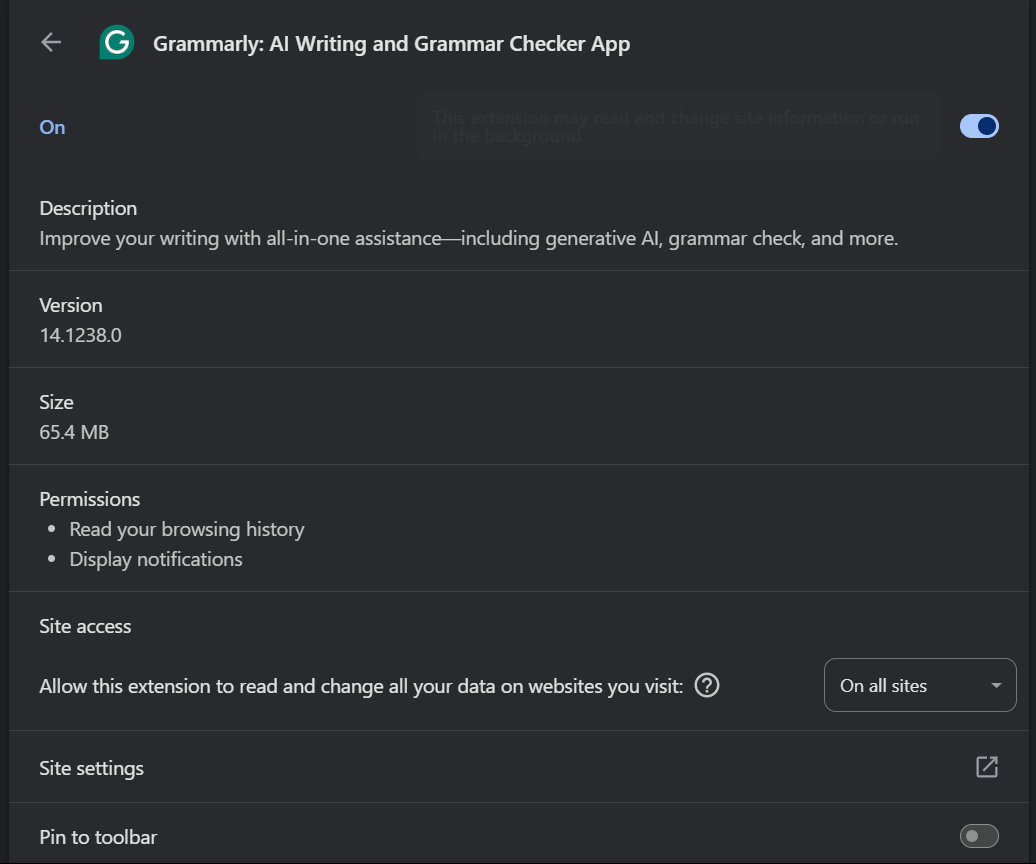 Grammarly: AI Writing and Grammar Checker App
On
This extension may read and change site information or run
in the background
Description
Improve your writing with all-in-one assistance—including generative AI, grammar check, and more.
Version
14.1238.0
Size
65.4 MB
Permissions
• Read your browsing history
• Display notifications
Site access
Allow this extension to read and change all your data on websites you visit: ? On all sites
Site settings
Pin to toolbar